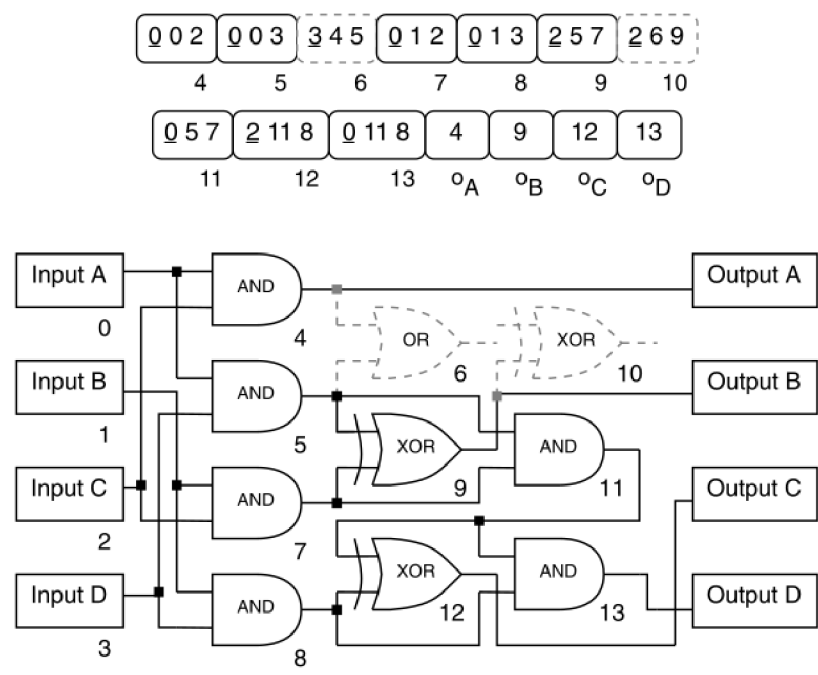 0 0 2 0 0 3 3 4 5 0 1 2 0 1 3 2 5 7 2 6 9
4 5 6 7 8 9 10
0 5 7 2 11 8 0 11 8 4 9 12 13
11 12 13 oA oB oC oD
Input A AND Output A
0 4 OR XOR
6 10
Input B AND Output B
1 5 XOR AND
9 11
Input C AND Output C
2 7 XOR AND
12 13
Input D AND Output D
3 8